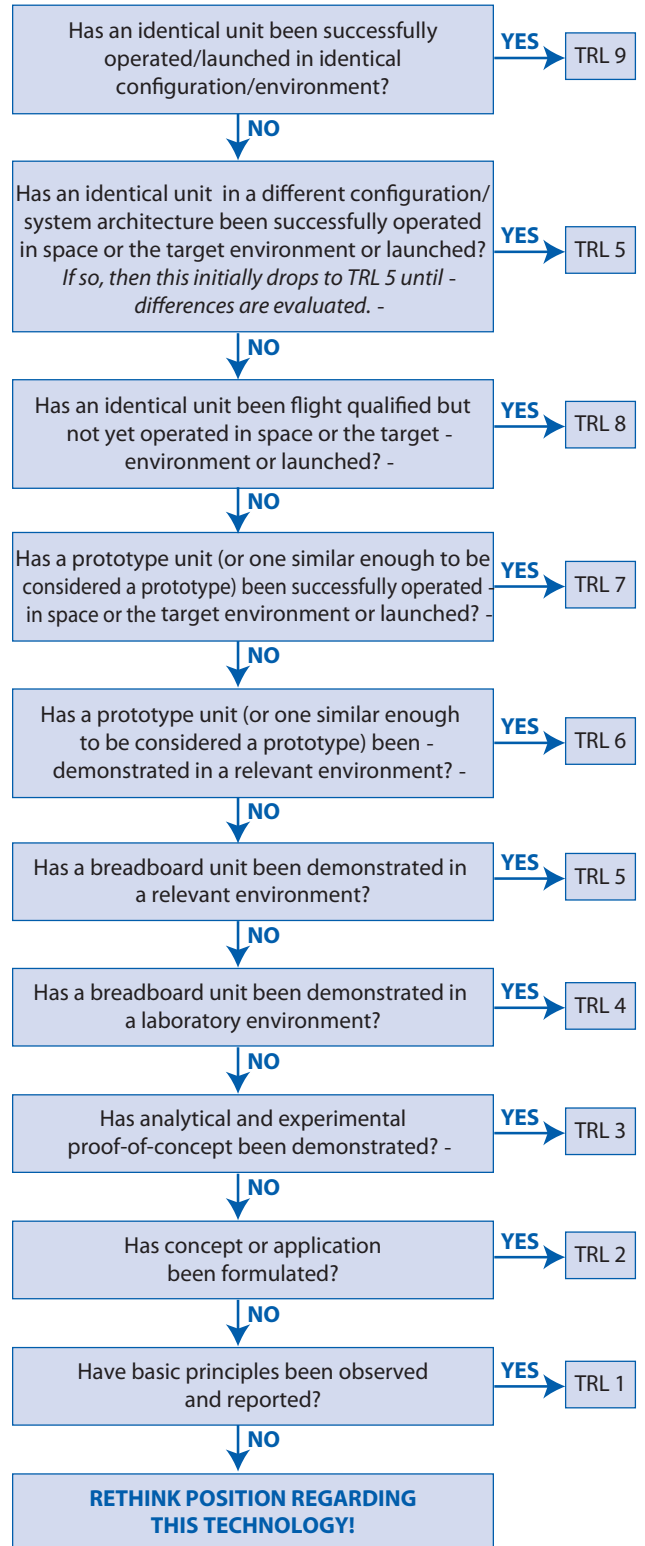 Has an identical unit been successfully
operated/launched in identical
configuration/environment?
YES
TRL 9
NO
Has an identical unit in a different configuration/
system architecture been successfully operated
in space or the target environment or launched?
If so, then this initially drops to TRL 5 until -
differences are evaluated. -
YES
TRL 5
NO
Has an identical unit been flight qualified but
not yet operated in space or the target -
environment or launched? -
YES
TRL 8
NO
Has a prototype unit (or one similar enough to be
considered a prototype) been successfully operated -
in space or the target environment or launched? -
YES
TRL 7
NO
Has a prototype unit (or one similar enough
to be considered a prototype) been -
demonstrated in a relevant environment? -
YES
TRL 6
NO
Has a breadboard unit been demonstrated in
a relevant environment?
YES
TRL 5
NO
Has a breadboard unit been demonstrated in
a laboratory environment?
YES
TRL 4
NO
Has analytical and experimental
proof-of-concept been demonstrated? -
YES
TRL 3
NO
Has concept or application
been formulated?
YES
TRL 2
NO
Have basic principles been observed
and reported?
YES
TRL 1
NO
RETHINK POSITION REGARDING
THIS TECHNOLOGY!